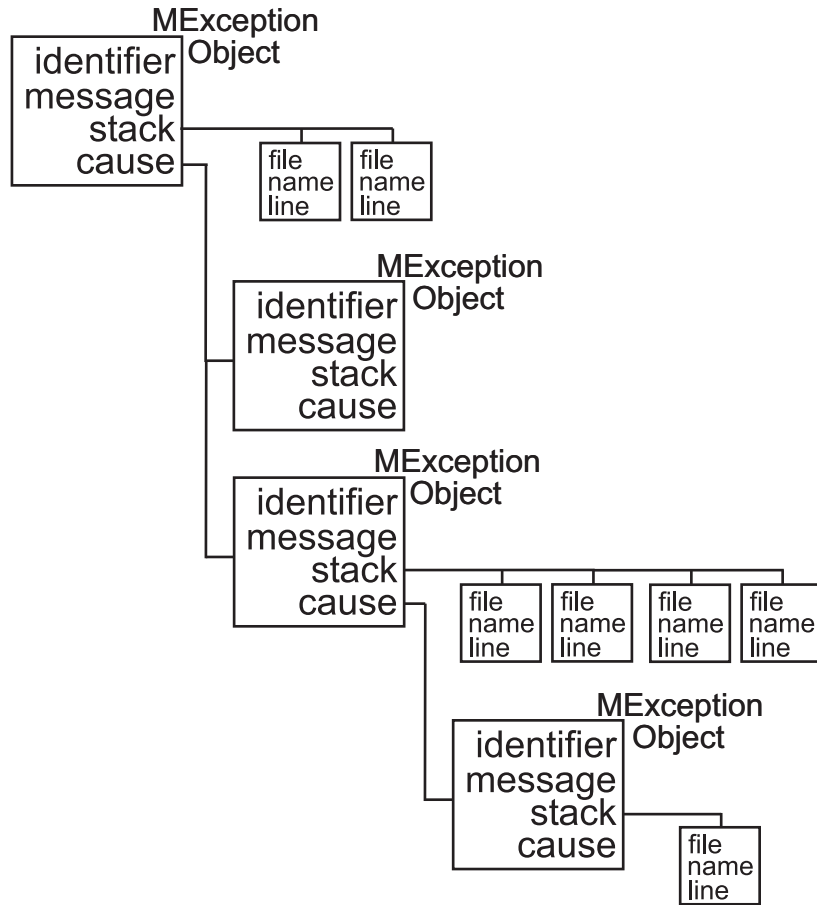 MException
Object
identifier
message
stack
cause
file
name
line
file
name
line
MException
Object
identifier
message
stack
cause
MException
Object
identifier
message
stack
cause
file
name
line
file
name
line
file
name
line
file
name
line
MException
Object
identifier
message
stack
cause
file
name
line